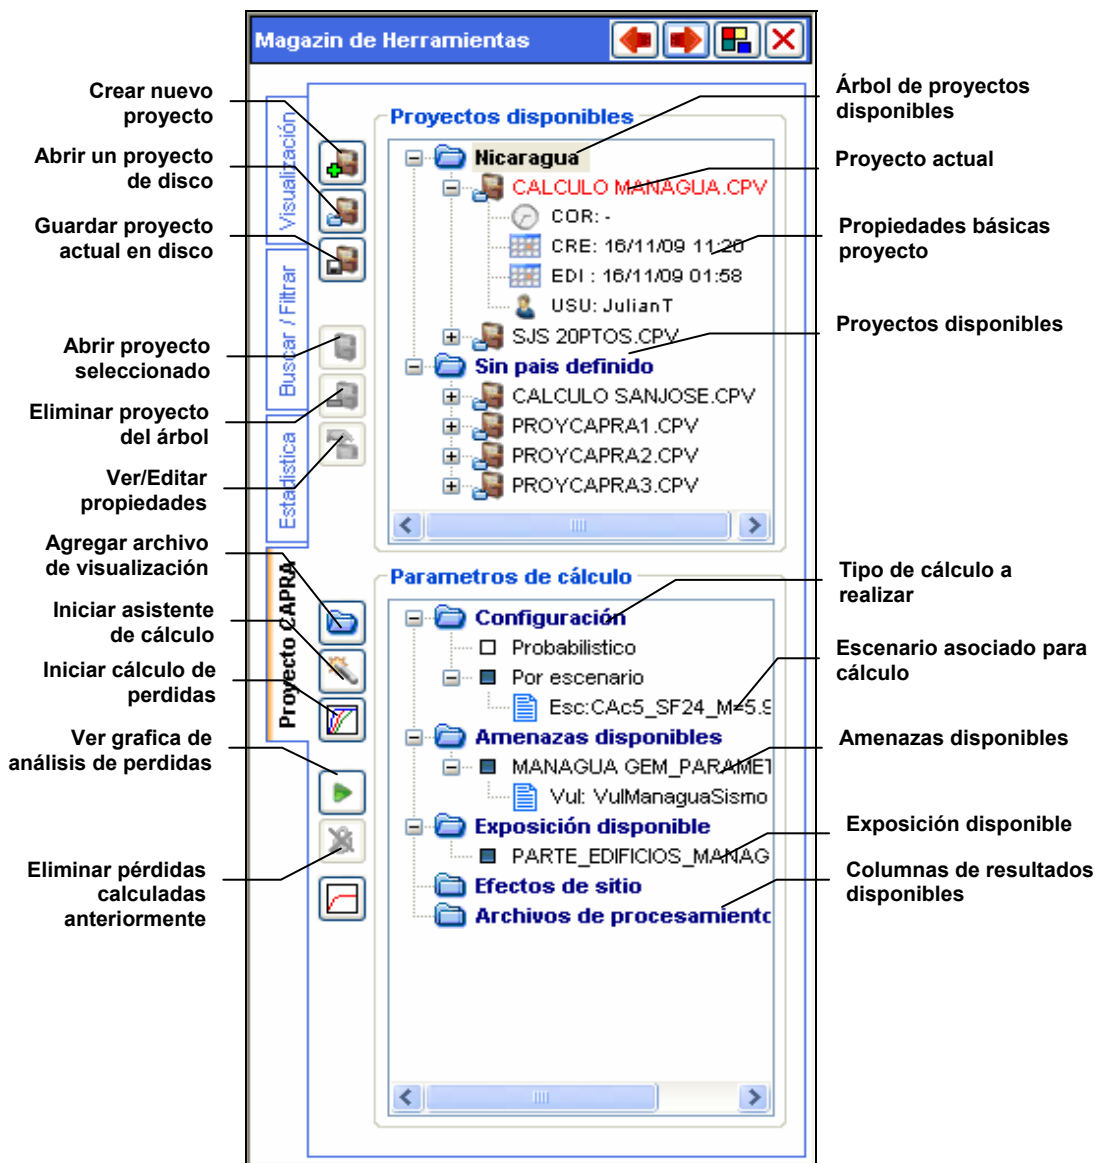 Magazin de Herramientas
Crear nuevo
proyecto
Abrir un proyecto
de disco
Guardar proyecto
actual en disco
Abrir proyecto
seleccionado
Eliminar proyecto
del árbol
Ver/Editar
propiedades
Agregar archivo
de visualización
Iniciar asistente
de cálculo
Iniciar cálculo de
perdidas
Ver grafica de
análisis de perdidas
Eliminar pérdidas
calculadas
anteriormente
Visualización
Buscar / Filtrar
Estadistica
Proyecto CAPRA
Proyectos disponibles
Nicaragua
CALCULO MANAGUA.CPV
COR: -
CRE: 16/11/09 11:20
EDI : 16/11/09 01:58
USU: JulianT
SJS 20PTOS.CPV
Sin pais definido
CALCULO SANJOSE.CPV
PROYCAPRA1.CPV
PROYCAPRA2.CPV
PROYCAPRA3.CPV
Parametros de cálculo
Configuración
Probabilistico
Por escenario
Esc:CAc5_SF24_M=5.9
Amenazas disponibles
MANAGUA GEM_PARAMET
Vul: VulManaguaSismo
Exposición disponible
PARTE_EDIFICIOS_MANAG
Efectos de sitio
Archivos de procesamiento
Árbol de proyectos
disponibles
Proyecto actual
Propiedades básicas
proyecto
Proyectos disponibles
Tipo de cálculo a
realizar
Escenario asociado para
cálculo
Amenazas disponibles
Exposición disponible
Columnas de resultados
disponibles